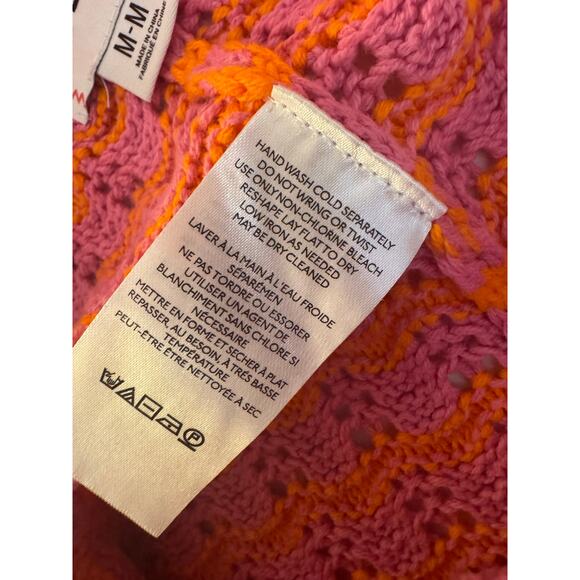 M-M
MADE IN CHINA
FABRIQUÉ EN CHINE
HAND WASH COLD SEPARATELY
DO NOT WRING OR TWIST
USE ONLY NON-CHLORINE BLEACH
RESHAPE LAY FLAT TO DRY
LOW IRON AS NEEDED
MAY BE DRY CLEANED
LAVER À LA MAIN À L'EAU FROIDE
SÉPARÉMEN
NE PAS TORDRE OU ESSORER
UTILISER UN AGENT DE
BLANCHIMENT SANS CHLORE SI
NÉCESSAIRE
METTRE EN FORME ET SECHER À PLAT
REPASSER, AU BESOIN, À TRÈS BASSE
TEMPÉRATURE
PEUT-ÊTRE ÊTRE NETTOYÉE À SEC
P